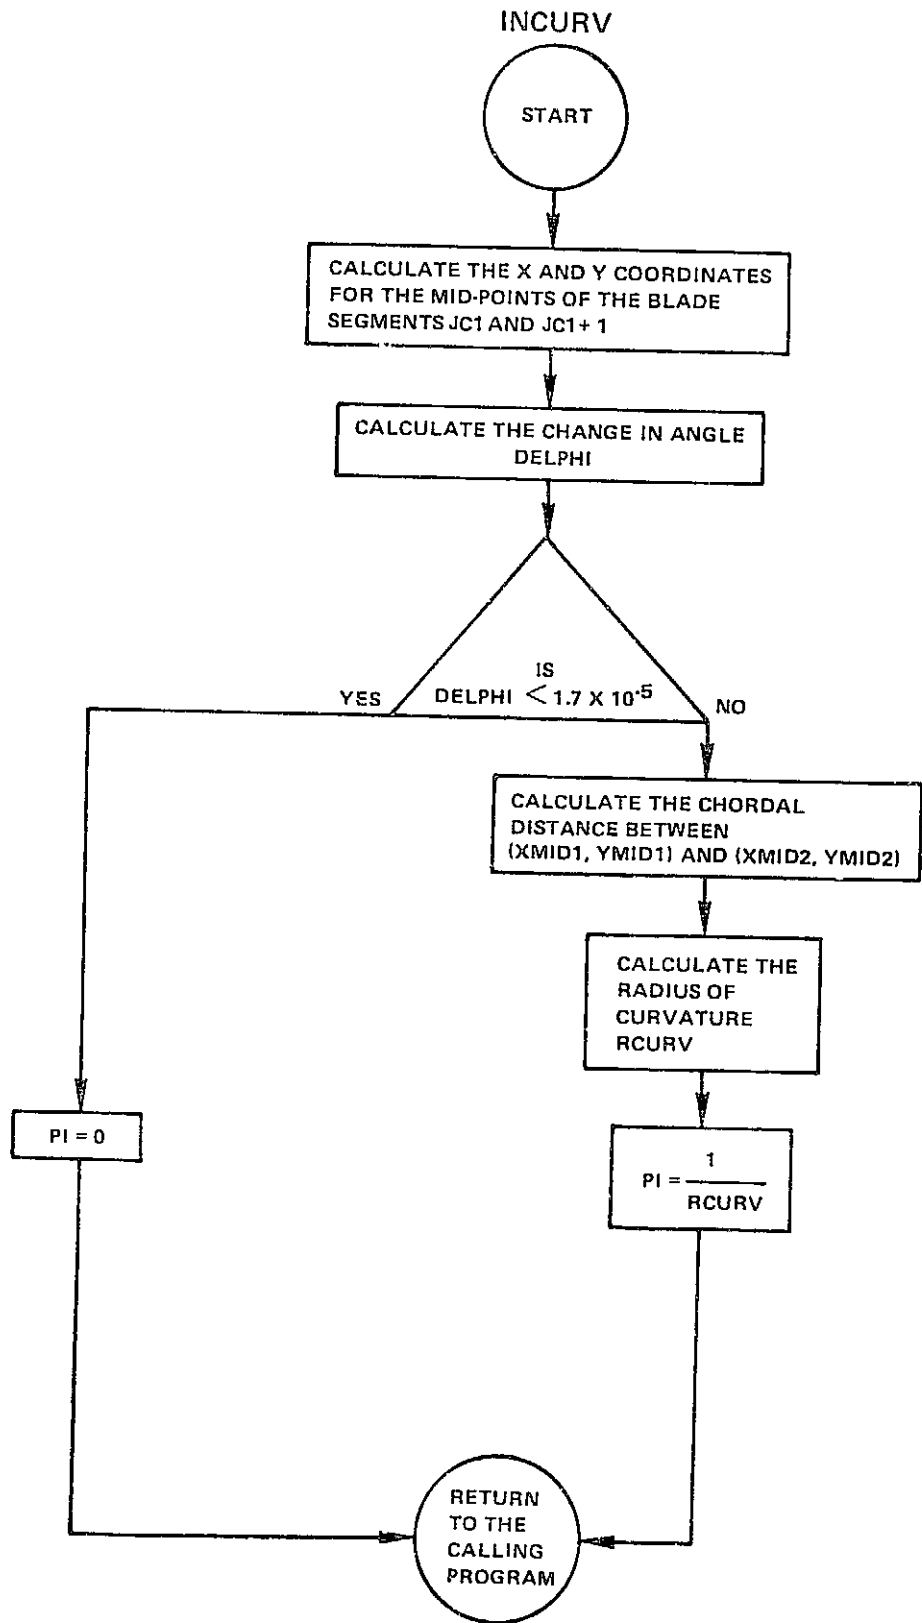 INCURV
START
CALCULATE THE X AND Y COORDINATES
FOR THE MID-POINTS OF THE BLADE
SEGMENTS JC1 AND JC1 + 1
CALCULATE THE CHANGE IN ANGLE
DELPHI
IS
DELPHI < 1.7 X 10⁻⁵
YES
NO
CALCULATE THE CHORDAL
DISTANCE BETWEEN
(XMID1, YMID1) AND (XMID2, YMID2)
CALCULATE THE
RADIUS OF
CURVATURE
RCURV
PI = 0
PI = 1
RCURV
RETURN
TO THE
CALLING
PROGRAM